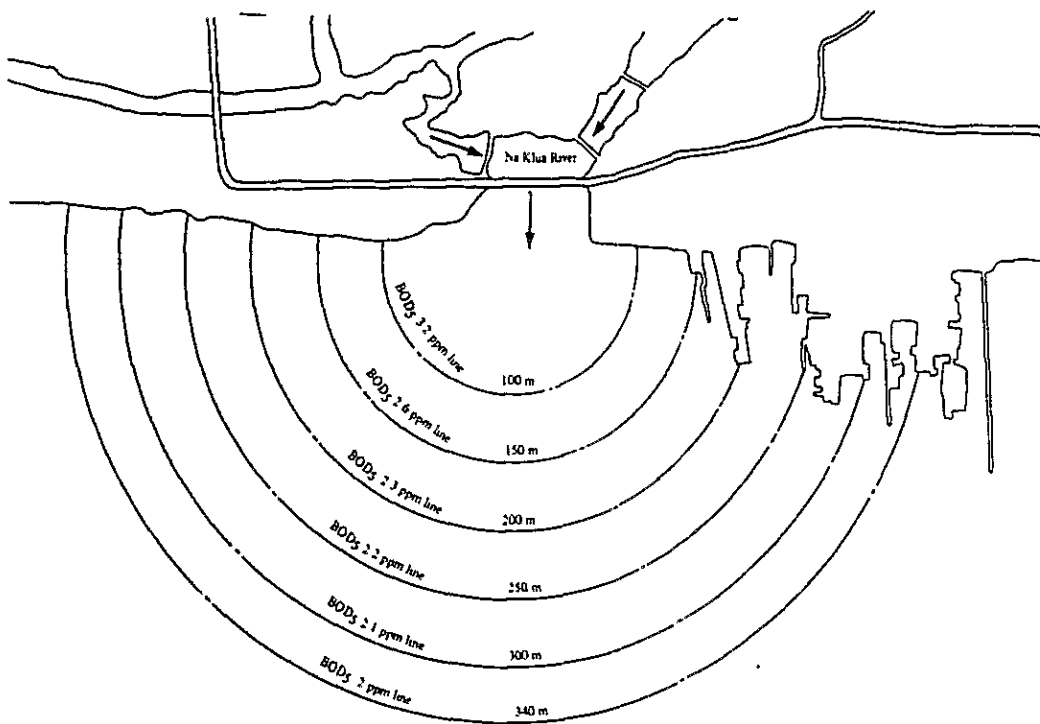 Na Klua River
BOD5 3.2 ppm line
100 m
BOD5 2.6 ppm line
150 m
BOD5 2.3 ppm line
200 m
BOD5 2.2 ppm line
250 m
BOD5 2.1 ppm line
300 m
BOD5 2 ppm line
340 m